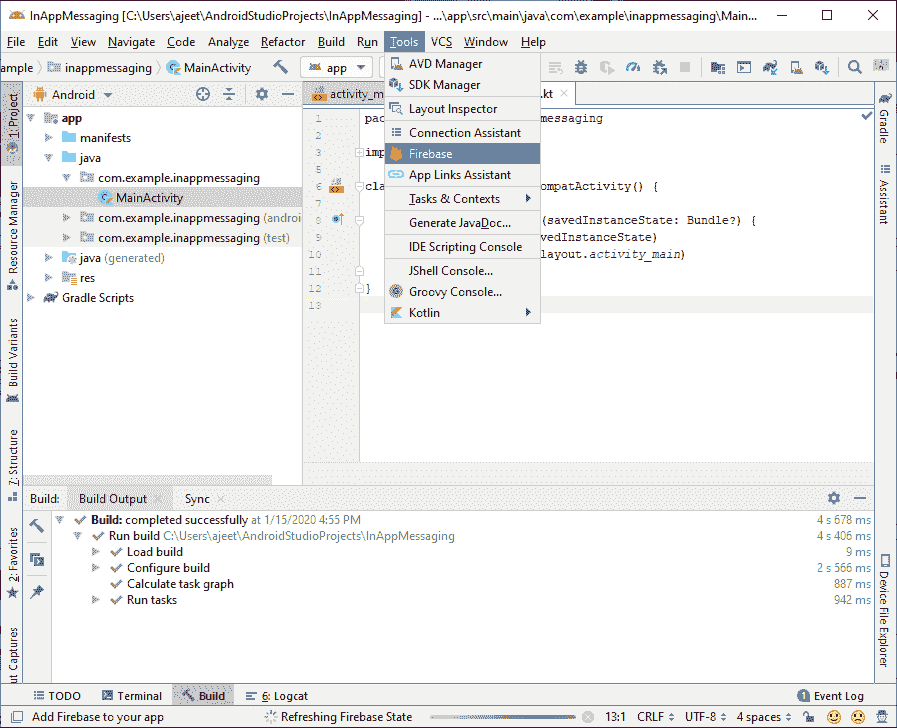 InAppMessaging [C:\Users\ajeet\AndroidStudioProjects\InAppMessaging] - ...\app\src\main\java\com\example\inappmessaging\Main...
File Edit View Navigate Code Analyze Refactor Build Run Tools VCS Window Help
ample inappmessaging MainActivity app
Android
activity_m
.kt
1: Project
Resource Manager
Build Variants
Z: Structure
2: Favorites
ut Captures
app
manifests
java
com.example.inappmessaging
MainActivity
com.example.inappmessaging (androi
com.example.inappmessaging (test)
java (generated)
res
Gradle Scripts
AVD Manager
SDK Manager
Layout Inspector
Connection Assistant
Firebase
App Links Assistant
Tasks & Contexts
Generate JavaDoc...
IDE Scripting Console
JShell Console...
Groovy Console...
Kotlin
1 pac messaging
2
3 imp
5
6 cla ompatActivity() {
7
8 (savedInstanceState: Bundle?) {
9 vedInstanceState)
10 layout.activity_main)
11
12 }
13
Gradle
Assistant
Device File Explorer
Build: Build Output Sync
Build: completed successfully at 1/15/2020 4:55 PM 4 s 678 ms
Run build C:\Users\ajeet\AndroidStudioProjects\InAppMessaging 4 s 406 ms
Load build 9 ms
Configure build 2 s 566 ms
Calculate task graph 887 ms
Run tasks 942 ms
TODO Terminal Build 6: Logcat 1 Event Log
Add Firebase to your app Refreshing Firebase State 13:1 CRLF UTF-8 4 spaces